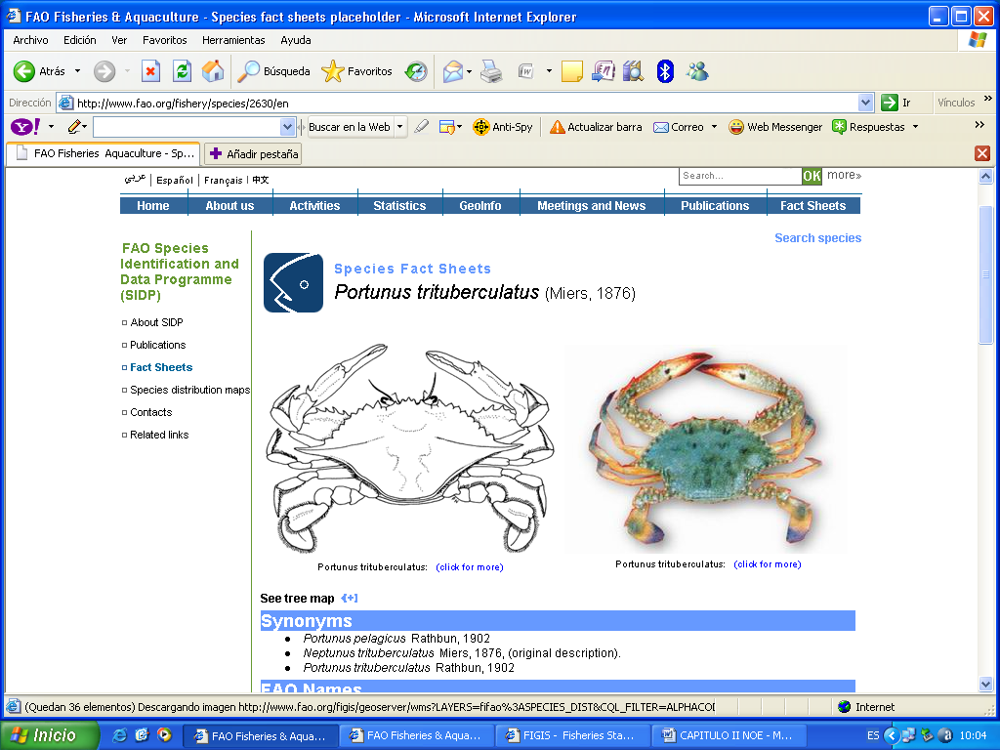 FAO Fisheries & Aquaculture - Species fact sheets placeholder - Microsoft Internet Explorer
Archivo Edición Ver Favoritos Herramientas Ayuda
Atrás Búsqueda Favoritos
Dirección http://www.fao.org/fishery/species/2630/en Ir Vínculos »
Y! Buscar en la Web Anti-Spy Actualizar barra Correo Web Messenger Respuestas »
FAO Fisheries Aquaculture - Sp... Añadir pestaña
عربي | Español | Français | 中文 Search... OK more»
Home About us Activities Statistics GeoInfo Meetings and News Publications Fact Sheets
Search species
FAO Species
Identification and
Data Programme
(SIDP)
About SIDP
Publications
Fact Sheets
Species distribution maps
Contacts
Related links
Species Fact Sheets
Portunus trituberculatus (Miers, 1876)
Portunus trituberculatus: (click for more)
Portunus trituberculatus: (click for more)
See tree map [+]
Synonyms
Portunus pelagicus Rathbun, 1902
Neptunus trituberculatus Miers, 1876, (original description).
Portunus trituberculatus Rathbun, 1902
FAO Names
(Quedan 36 elementos) Descargando imagen http://www.fao.org/figis/geoserver/wms?LAYERS=fifao%3ASPECIES_DIST&CQL_FILTER=ALPHACOD Internet
Inicio FAO Fisheries & Aqua... FAO Fisheries & Aqua... FIGIS - Fisheries Sta... CAPITULO II NOE - M... ES 10:04